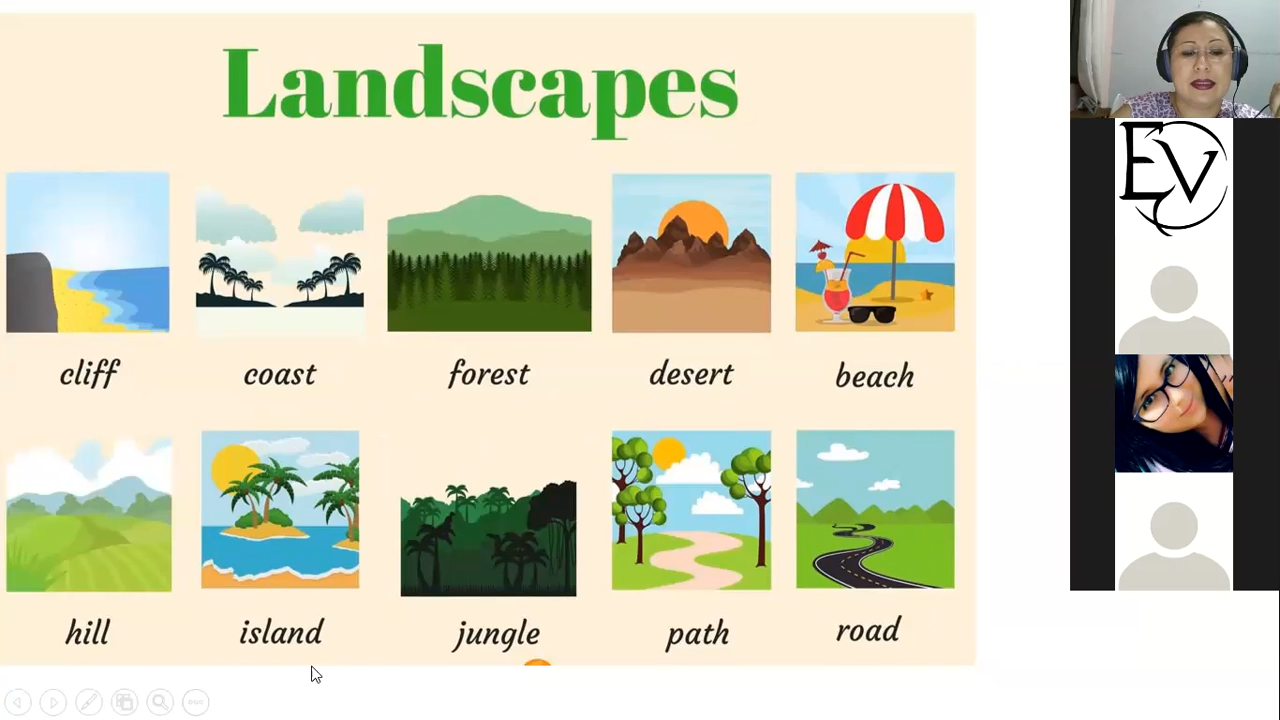 Landscapes
cliff coast forest desert beach
hill island jungle path road
EV